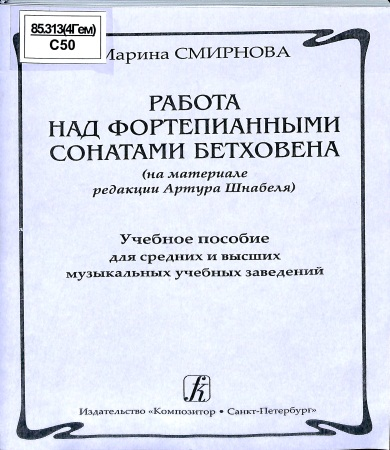 85.313(4Гем)
С50
Марина СМИРНОВА
РАБОТА
НАД ФОРТЕПИАННЫМИ
СОНАТАМИ БЕТХОВЕНА
(на материале
редакции Артура Шнабеля)
Учебное пособие
для средних и высших
музыкальных учебных заведений
Издательство «Композитор • Санкт-Петербург»